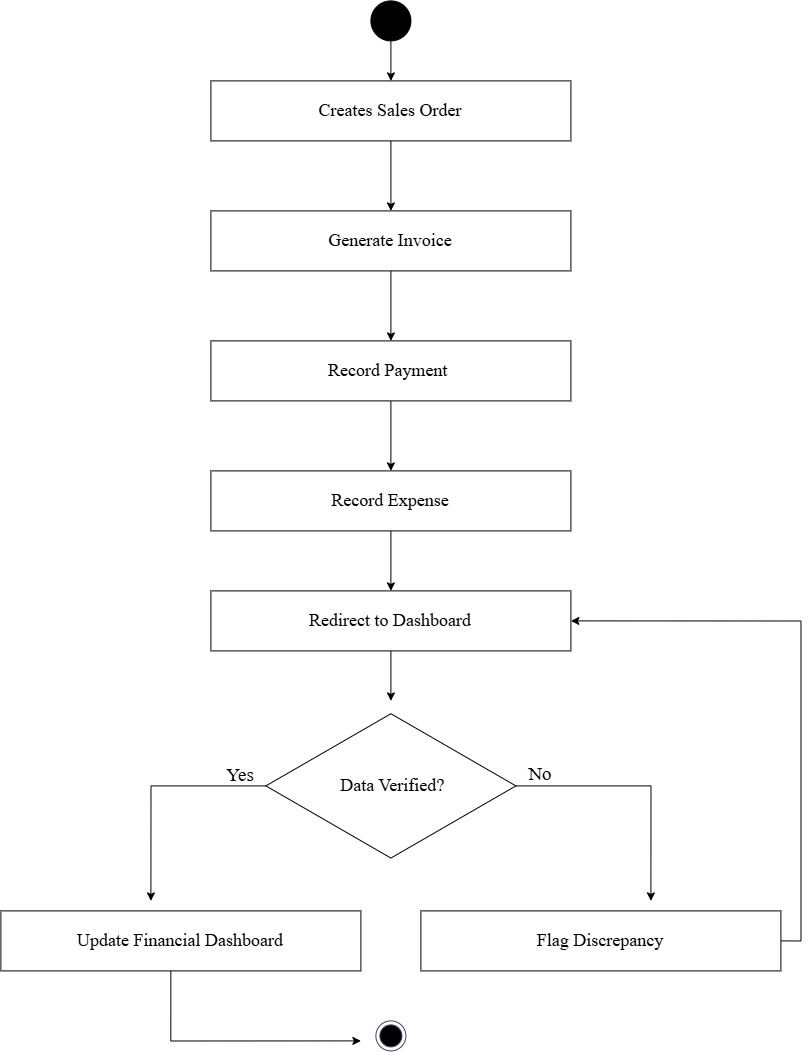 Creates Sales Order
Generate Invoice
Record Payment
Record Expense
Redirect to Dashboard
Data Verified?
Yes
No
Update Financial Dashboard
Flag Discrepancy